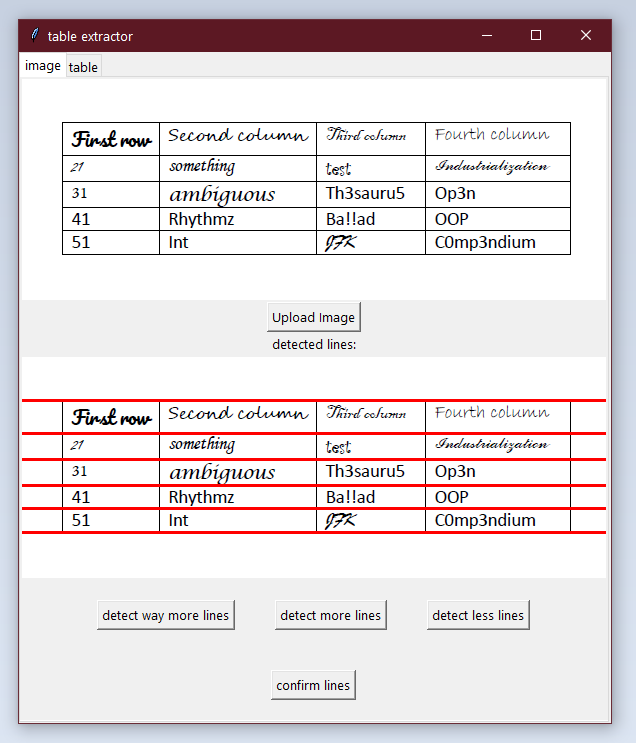 table extractor
image table
First row Second column Third column Fourth column
21 something test Industrialization
31 ambiguous Th3sauru5 Op3n
41 Rhythmz Ba!!ad OOP
51 Int JFK C0mp3ndium
Upload Image
detected lines:
First row Second column Third column Fourth column
21 something test Industrialization
31 ambiguous Th3sauru5 Op3n
41 Rhythmz Ba!!ad OOP
51 Int JFK C0mp3ndium
detect way more lines detect more lines detect less lines
confirm lines